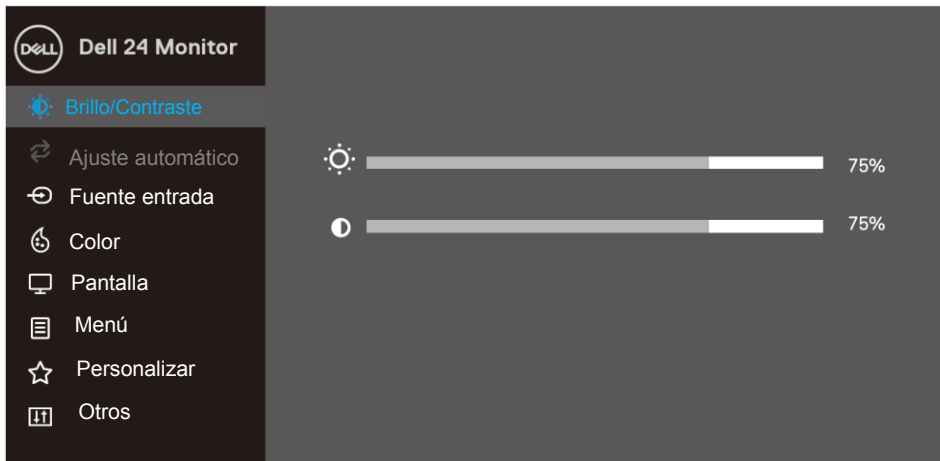 DELL
Dell 24 Monitor
Brillo/Contraste
Ajuste automático
75%
Fuente entrada
75%
Color
Pantalla
Menú
Personalizar
Otros